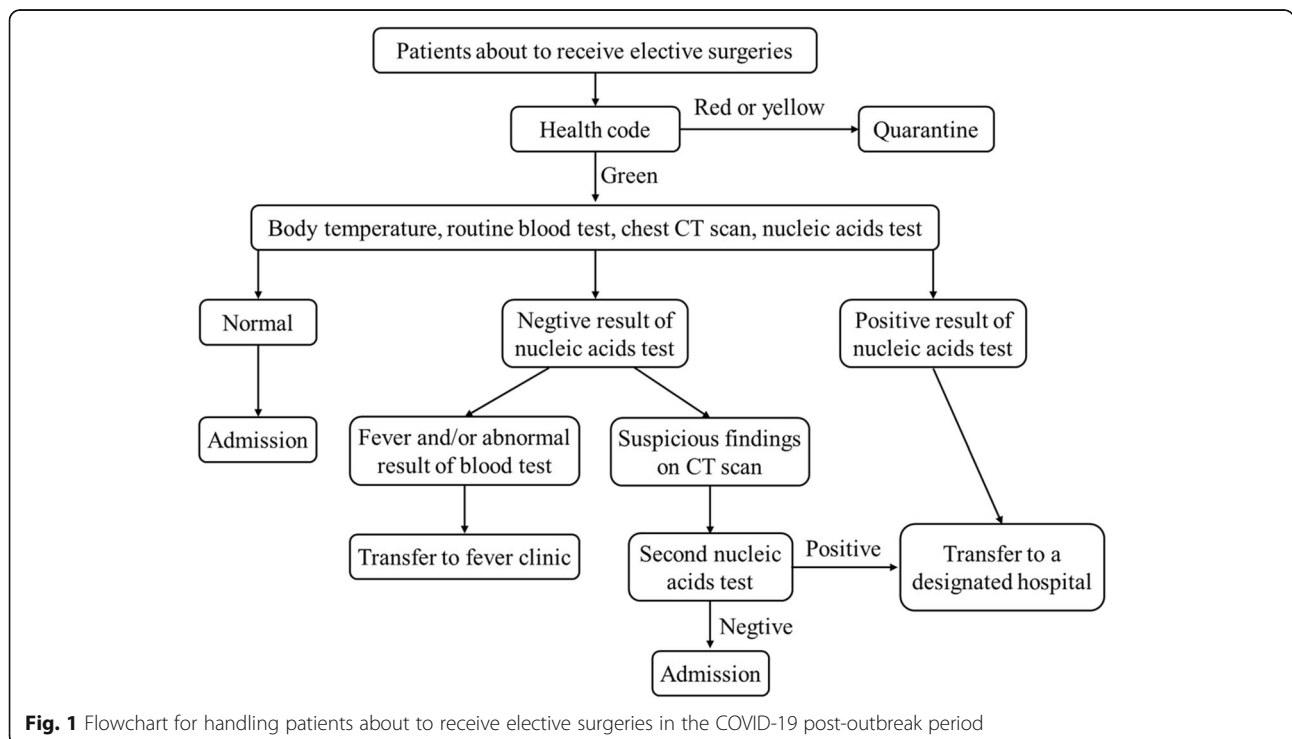 Patients about to receive elective surgeries
Health code
Red or yellow
Quarantine
Green
Body temperature, routine blood test, chest CT scan, nucleic acids test
Normal
Negtive result of
nucleic acids test
Positive result of
nucleic acids test
Admission
Fever and/or abnormal
result of blood test
Suspicious findings
on CT scan
Transfer to fever clinic
Second nucleic
acids test
Positive
Transfer to a
designated hospital
Negtive
Admission
Fig. 1 Flowchart for handling patients about to receive elective surgeries in the COVID-19 post-outbreak period